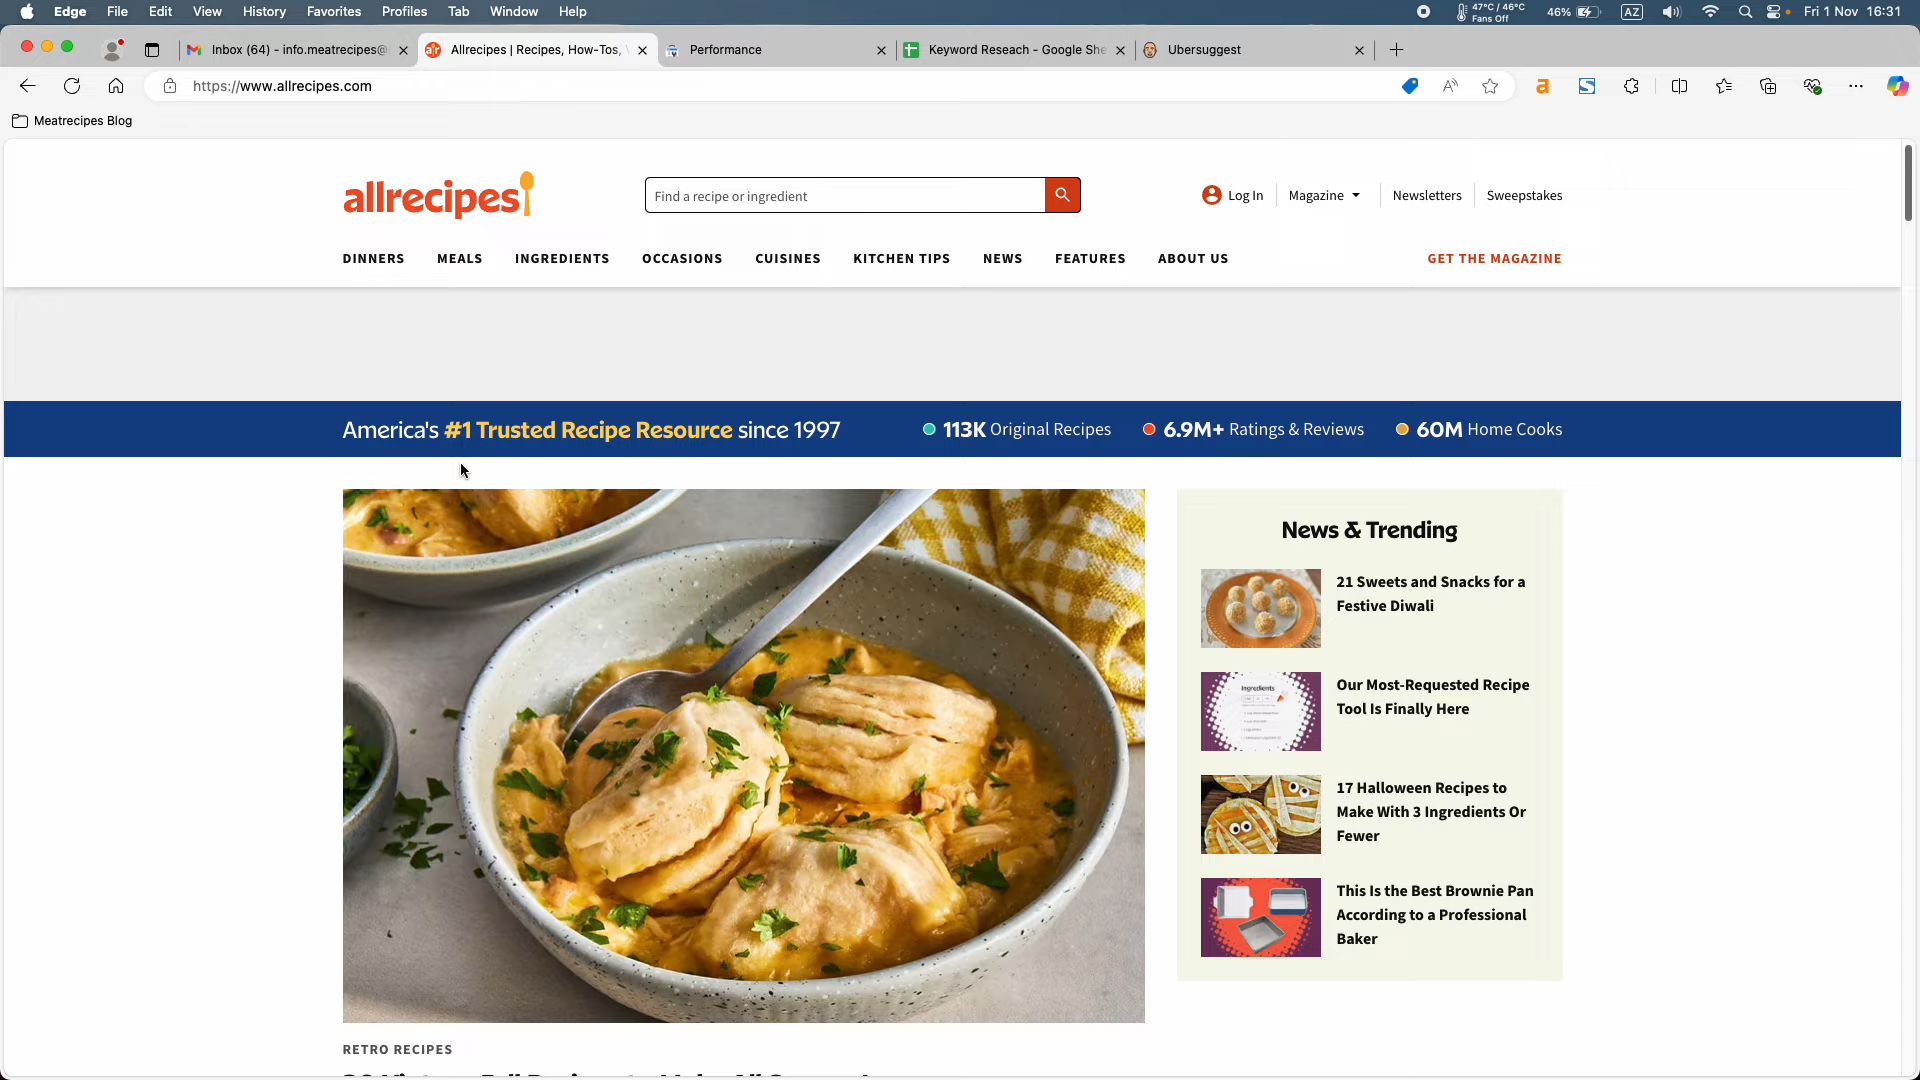 Edge File Edit View History Favorites Profiles Tab Window Help
47°C / 46°C
Fans Off
46% AZ Fri 1 Nov 16:31
Inbox (64) - info.meatrecipes@
Allrecipes | Recipes, How-Tos,
Performance
Keyword Reseach - Google She
Ubersuggest
https://www.allrecipes.com
Meatrecipes Blog
allrecipes
Find a recipe or ingredient
Log In Magazine Newsletters Sweepstakes
DINNERS MEALS INGREDIENTS OCCASIONS CUISINES KITCHEN TIPS NEWS FEATURES ABOUT US GET THE MAGAZINE
America's #1 Trusted Recipe Resource since 1997 113K Original Recipes 6.9M+ Ratings & Reviews 60M Home Cooks
News & Trending
21 Sweets and Snacks for a
Festive Diwali
Ingredients
Our Most-Requested Recipe
Tool Is Finally Here
17 Halloween Recipes to
Make With 3 Ingredients Or
Fewer
This Is the Best Brownie Pan
According to a Professional
Baker
RETRO RECIPES